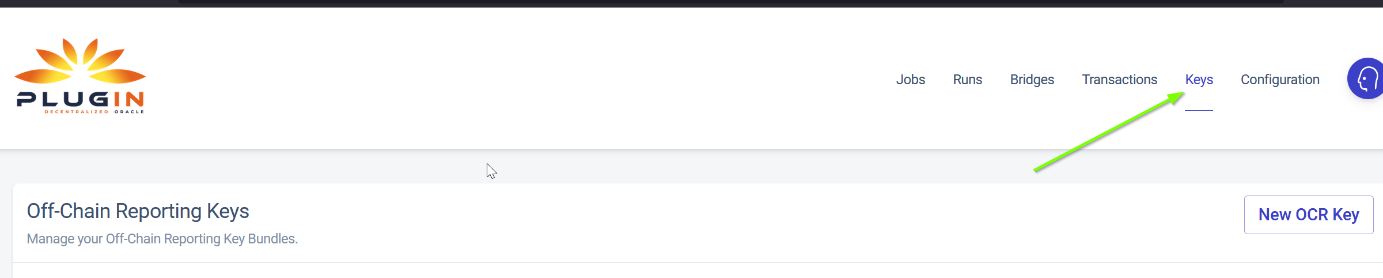 PLUGIN
DECENTRALIZED ORACLE
Jobs Runs Bridges Transactions Keys Configuration
Off-Chain Reporting Keys
New OCR Key
Manage your Off-Chain Reporting Key Bundles.